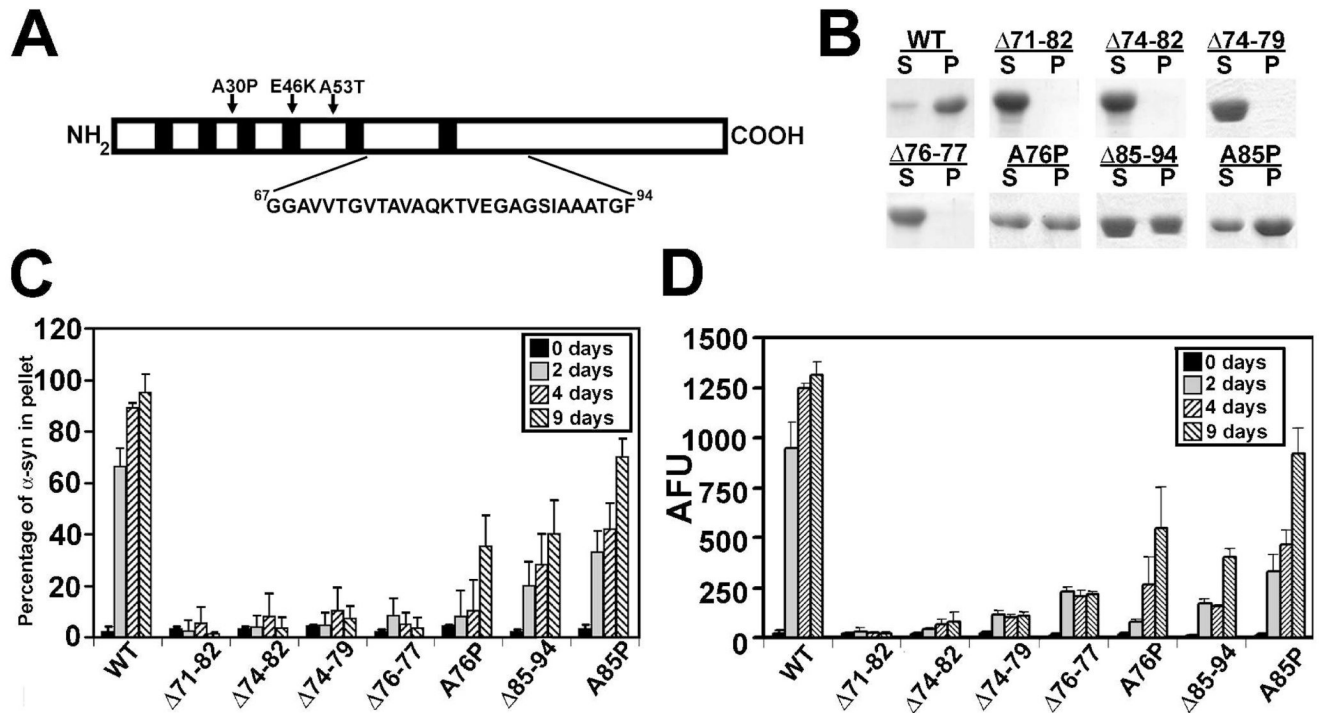 A
A30P E46K A53T
NH2 COOH
67GGAVVTGVTAVAQKTVEGAGSIAAATGF94
B
WT Δ71-82 Δ74-82 Δ74-79
S P S P S P S P
Δ76-77 A76P Δ85-94 A85P
S P S P S P S P
C
Percentage of α-syn in pellet
120
100
80
60
40
20
0
0 days
2 days
4 days
9 days
WT Δ71-82 Δ74-82 Δ74-79 Δ76-77 A76P Δ85-94 A85P
D
AFU
1500
1250
1000
750
500
250
0
0 days
2 days
4 days
9 days
WT Δ71-82 Δ74-82 Δ74-79 Δ76-77 A76P Δ85-94 A85P